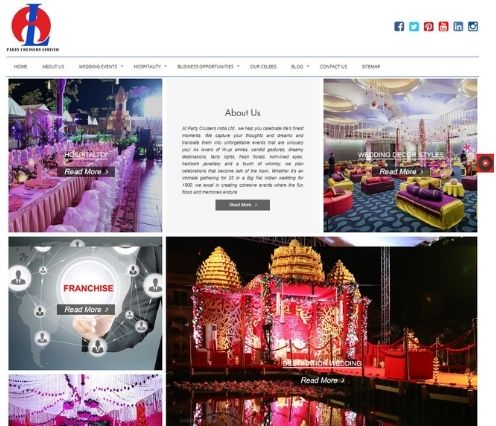 PARTY CRUISERS LIMITED
HOME ABOUT US WEDDING EVENTS HOSPITALITY BUSINESS OPPORTUNITIES OUR CELEBS BLOG CONTACT US SITEMAP
HOSPITALITY
Read More >
About Us
At Party Cruisers India Ltd., we help you celebrate life's finest
moments. We capture your thoughts and dreams and
translate them into unforgettable events that are uniquely
your. As lovers of lit-up smiles, candid gestures, dreamy
destinations, fairy lights, fresh florals, kohl-lined eyes,
heirloom jewellery and a touch of whimsy, we plan
celebrations that become talk of the town. Whether it's an
intimate gathering for 25 or a Big Fat Indian wedding for
1800; we excel in creating cohesive events where the fun
flows and memories endure.
Read More >
WEDDING DECOR STYLES
Read More >
FRANCHISE
Read More >
DESTINATION WEDDING
Read More >